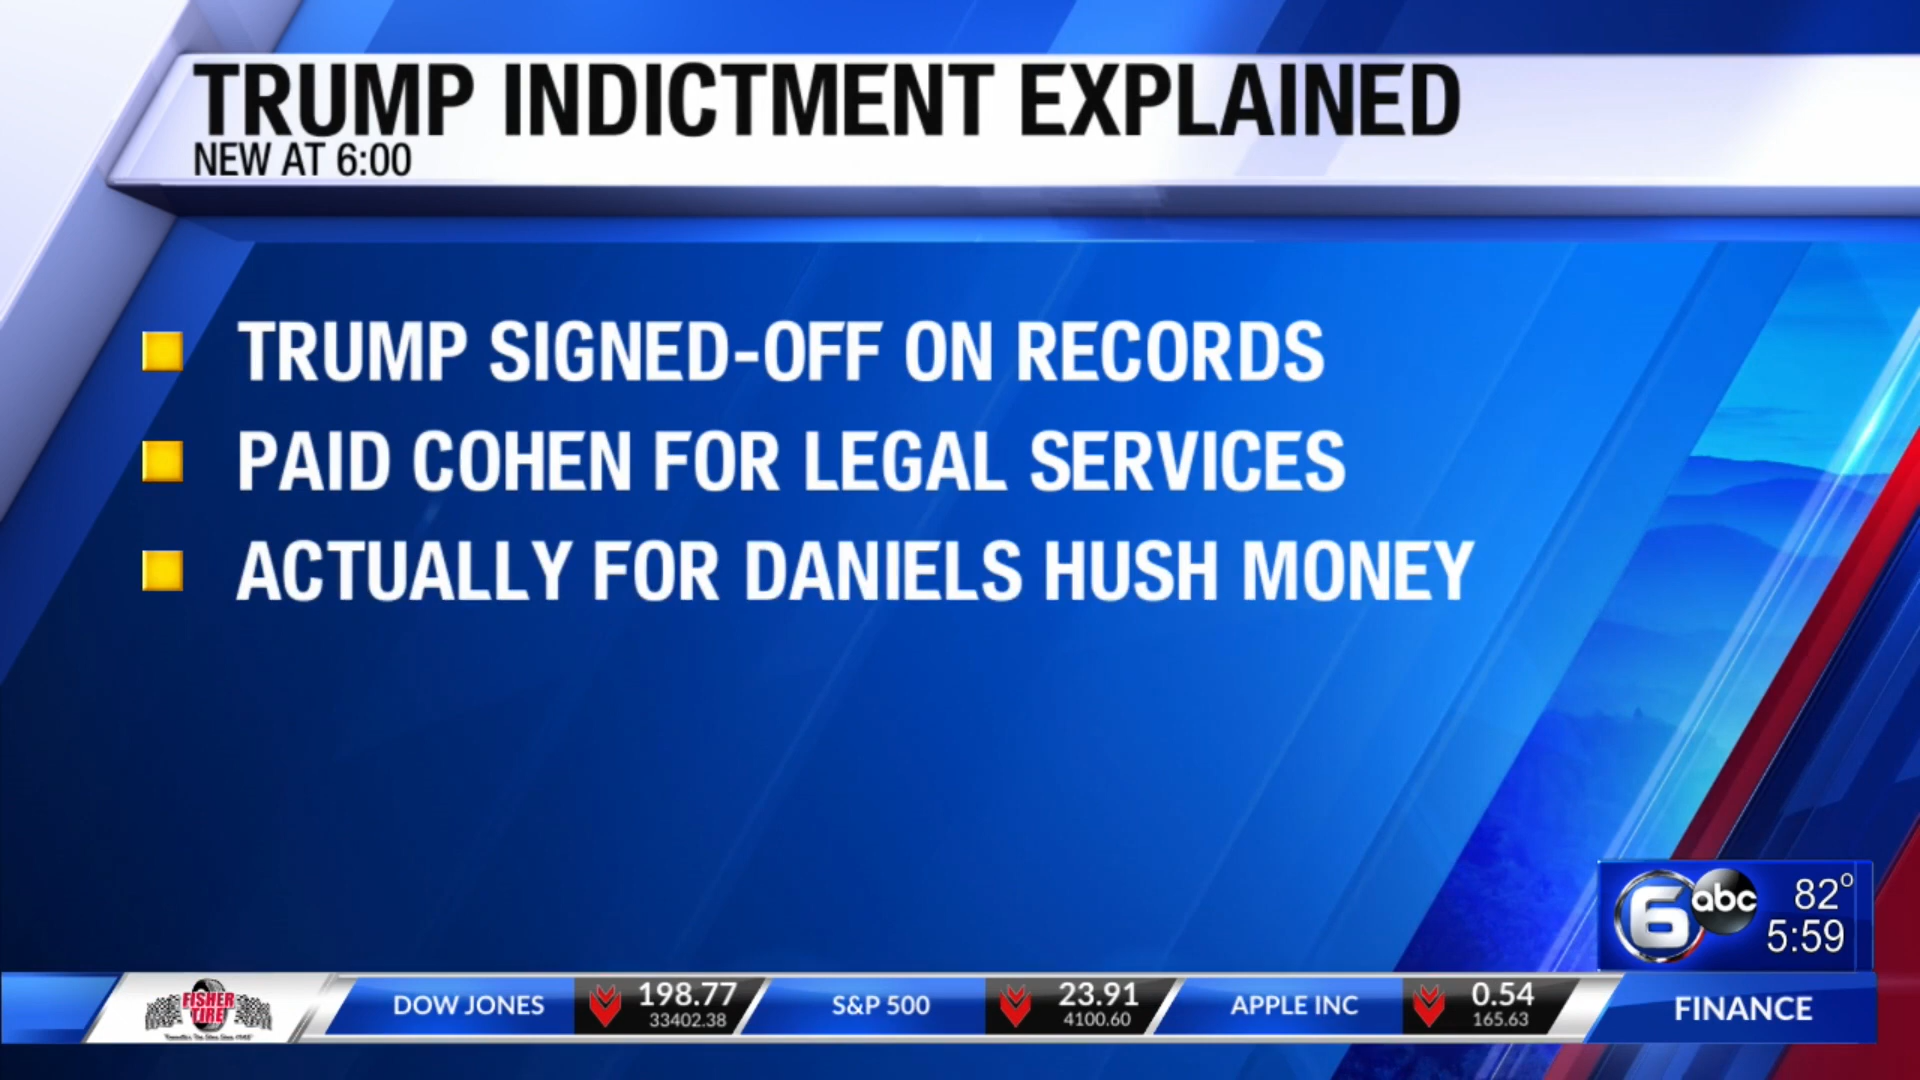 TRUMP INDICTMENT EXPLAINED
NEW AT 6:00
TRUMP SIGNED-OFF ON RECORDS
PAID COHEN FOR LEGAL SERVICES
ACTUALLY FOR DANIELS HUSH MONEY
6 abc 82°
5:59
FISHER
TIRE
DOW JONES 198.77
33402.38
S&P 500 23.91
4100.60
APPLE INC 0.54
165.63
FINANCE